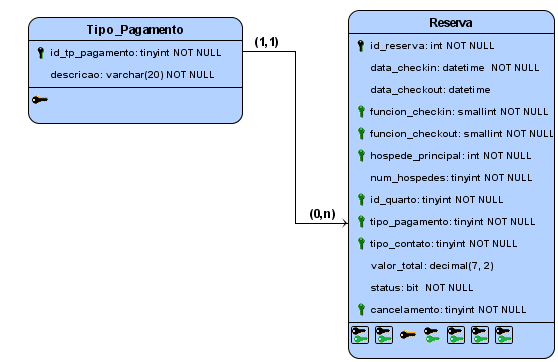 Tipo_Pagamento
id_tp_pagamento: tinyint NOT NULL
descricao: varchar(20) NOT NULL
(1,1)
(0,n)
Reserva
id_reserva: int NOT NULL
data_checkin: datetime NOT NULL
data_checkout: datetime
funcion_checkin: smallint NOT NULL
funcion_checkout: smallint NOT NULL
hospede_principal: int NOT NULL
num_hospedes: tinyint NOT NULL
id_quarto: tinyint NOT NULL
tipo_pagamento: tinyint NOT NULL
tipo_contato: tinyint NOT NULL
valor_total: decimal(7, 2)
status: bit NOT NULL
cancelamento: tinyint NOT NULL